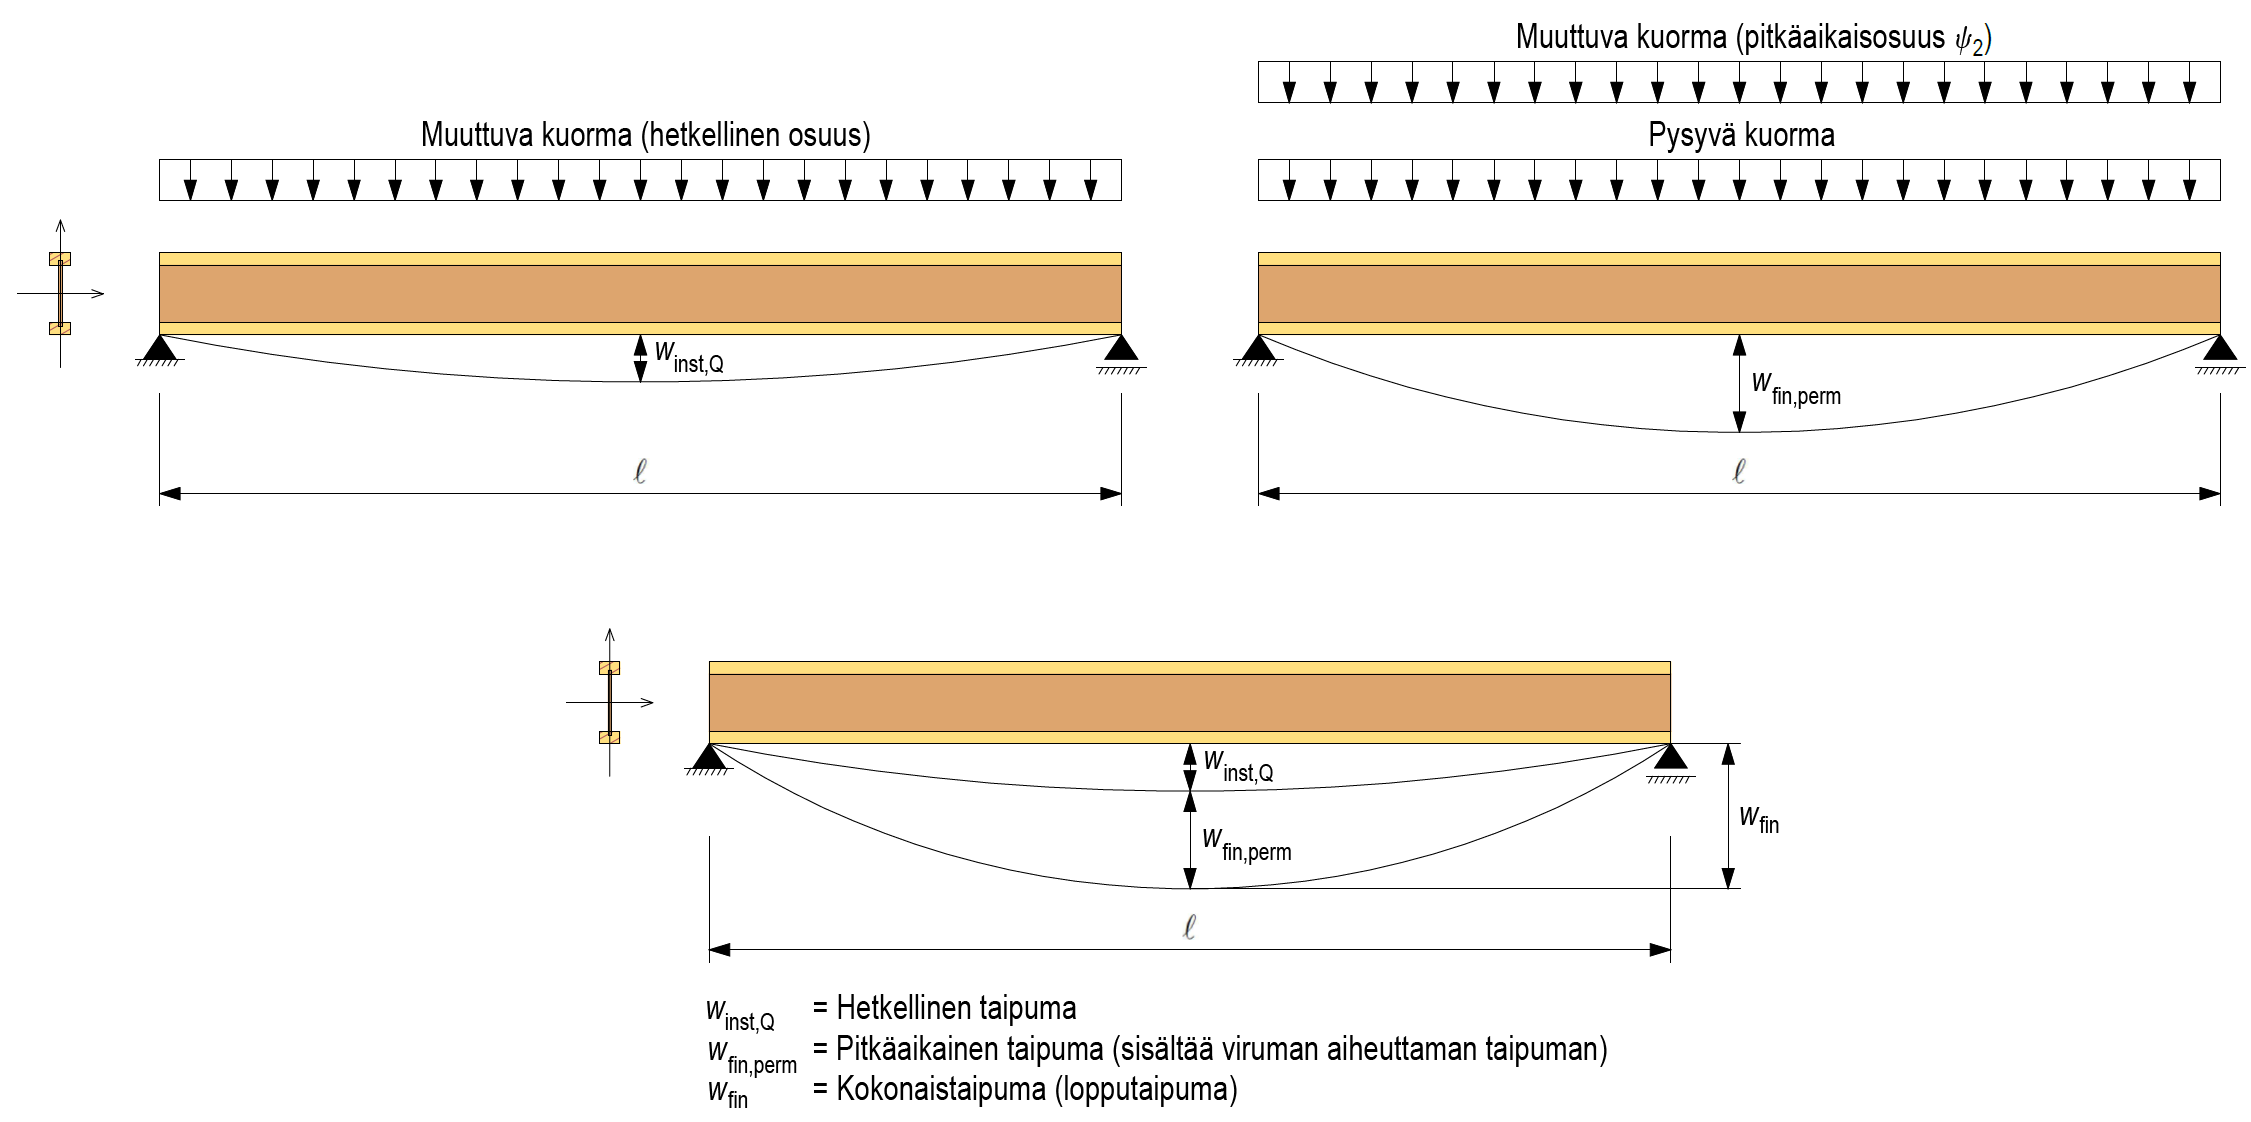 Muuttuva kuorma (pitkäaikaisosuus ψ2)
Muuttuva kuorma (hetkellinen osuus)
Pysyvä kuorma
winst,Q
wfin,perm
ℓ
ℓ
winst,Q
wfin,perm
wfin
ℓ
winst,Q = Hetkellinen taipuma
wfin,perm = Pitkäaikainen taipuma (sisältää viruman aiheuttaman taipuman)
wfin = Kokonaistaipuma (lopputaipuma)